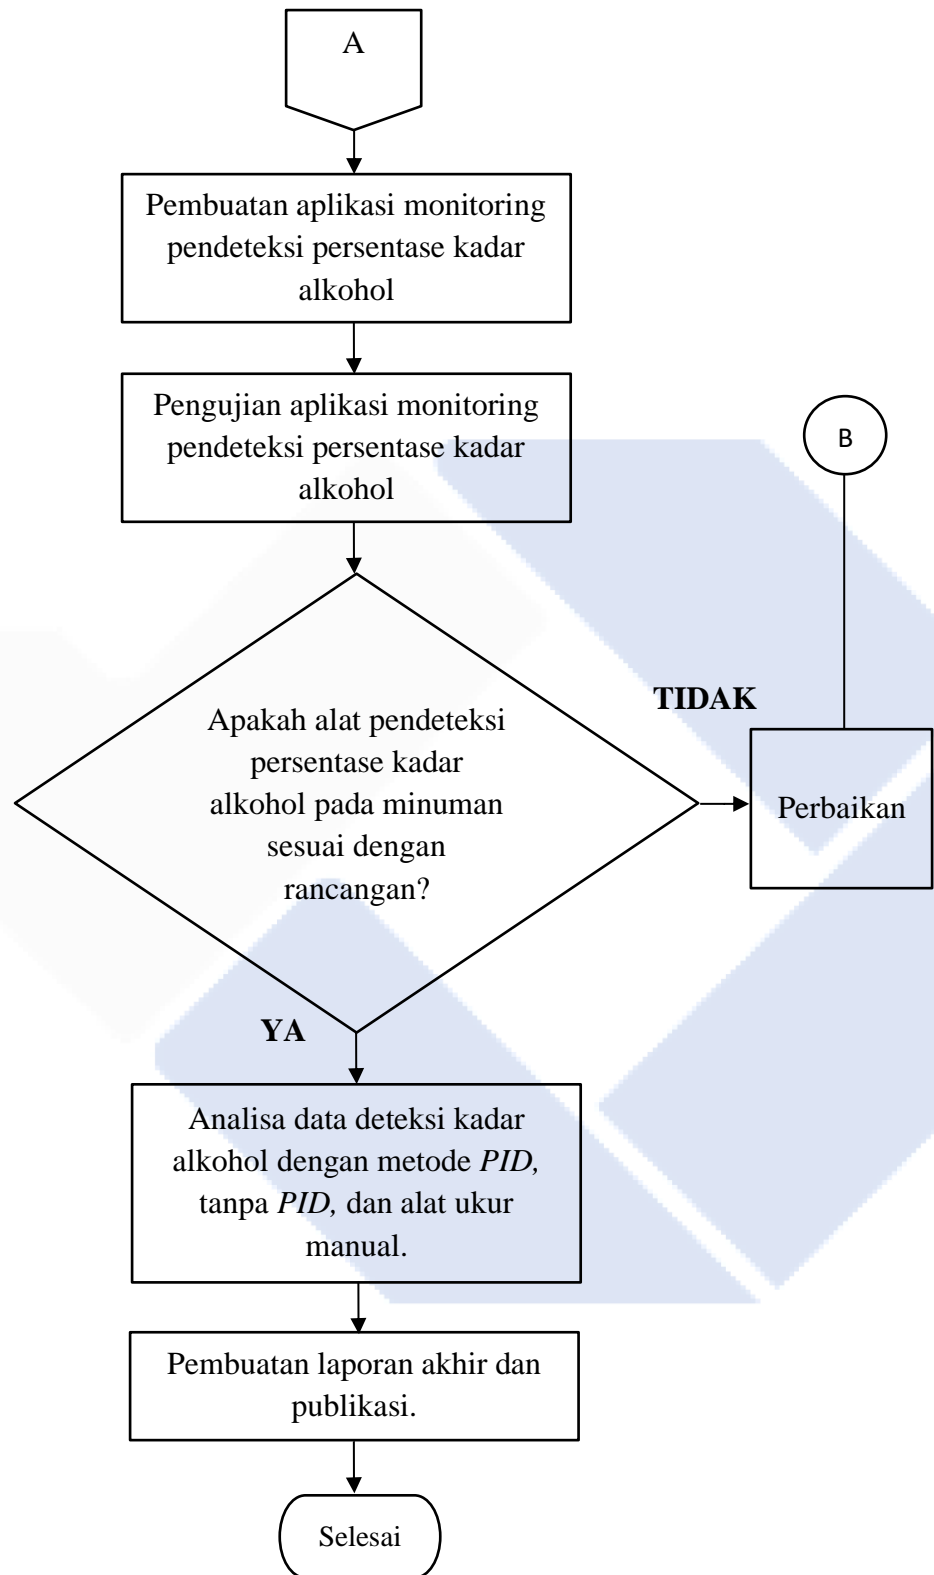 A
Pembuatan aplikasi monitoring
pendeteksi persentase kadar
alkohol
Pengujian aplikasi monitoring
pendeteksi persentase kadar
alkohol
B
Apakah alat pendeteksi
persentase kadar
alkohol pada minuman
sesuai dengan
rancangan?
TIDAK
Perbaikan
YA
Analisa data deteksi kadar
alkohol dengan metode PID,
tanpa PID, dan alat ukur
manual.
Pembuatan laporan akhir dan
publikasi.
Selesai